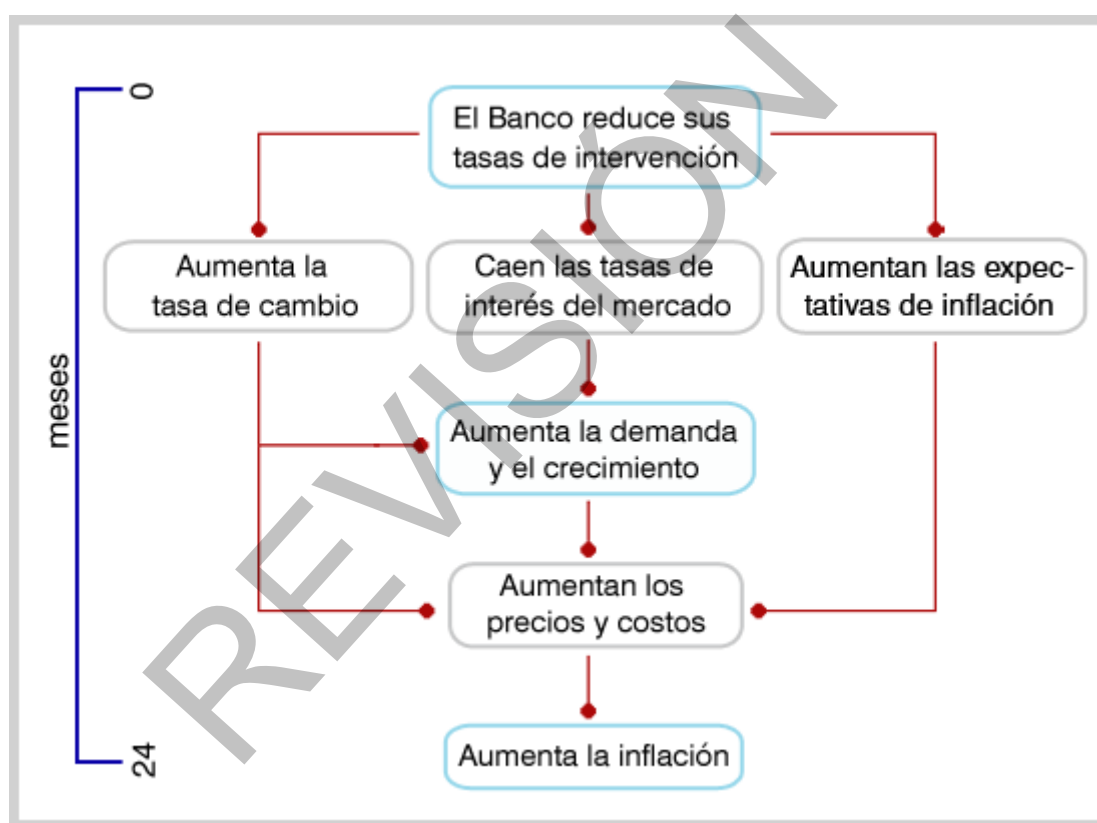 0
El Banco reduce sus
tasas de intervención
Aumenta la
tasa de cambio
Caen las tasas de
interés del mercado
Aumentan las expec-
tativas de inflación
meses
Aumenta la demanda
y el crecimiento
Aumentan los
precios y costos
24
Aumenta la inflación
REVISIÓN